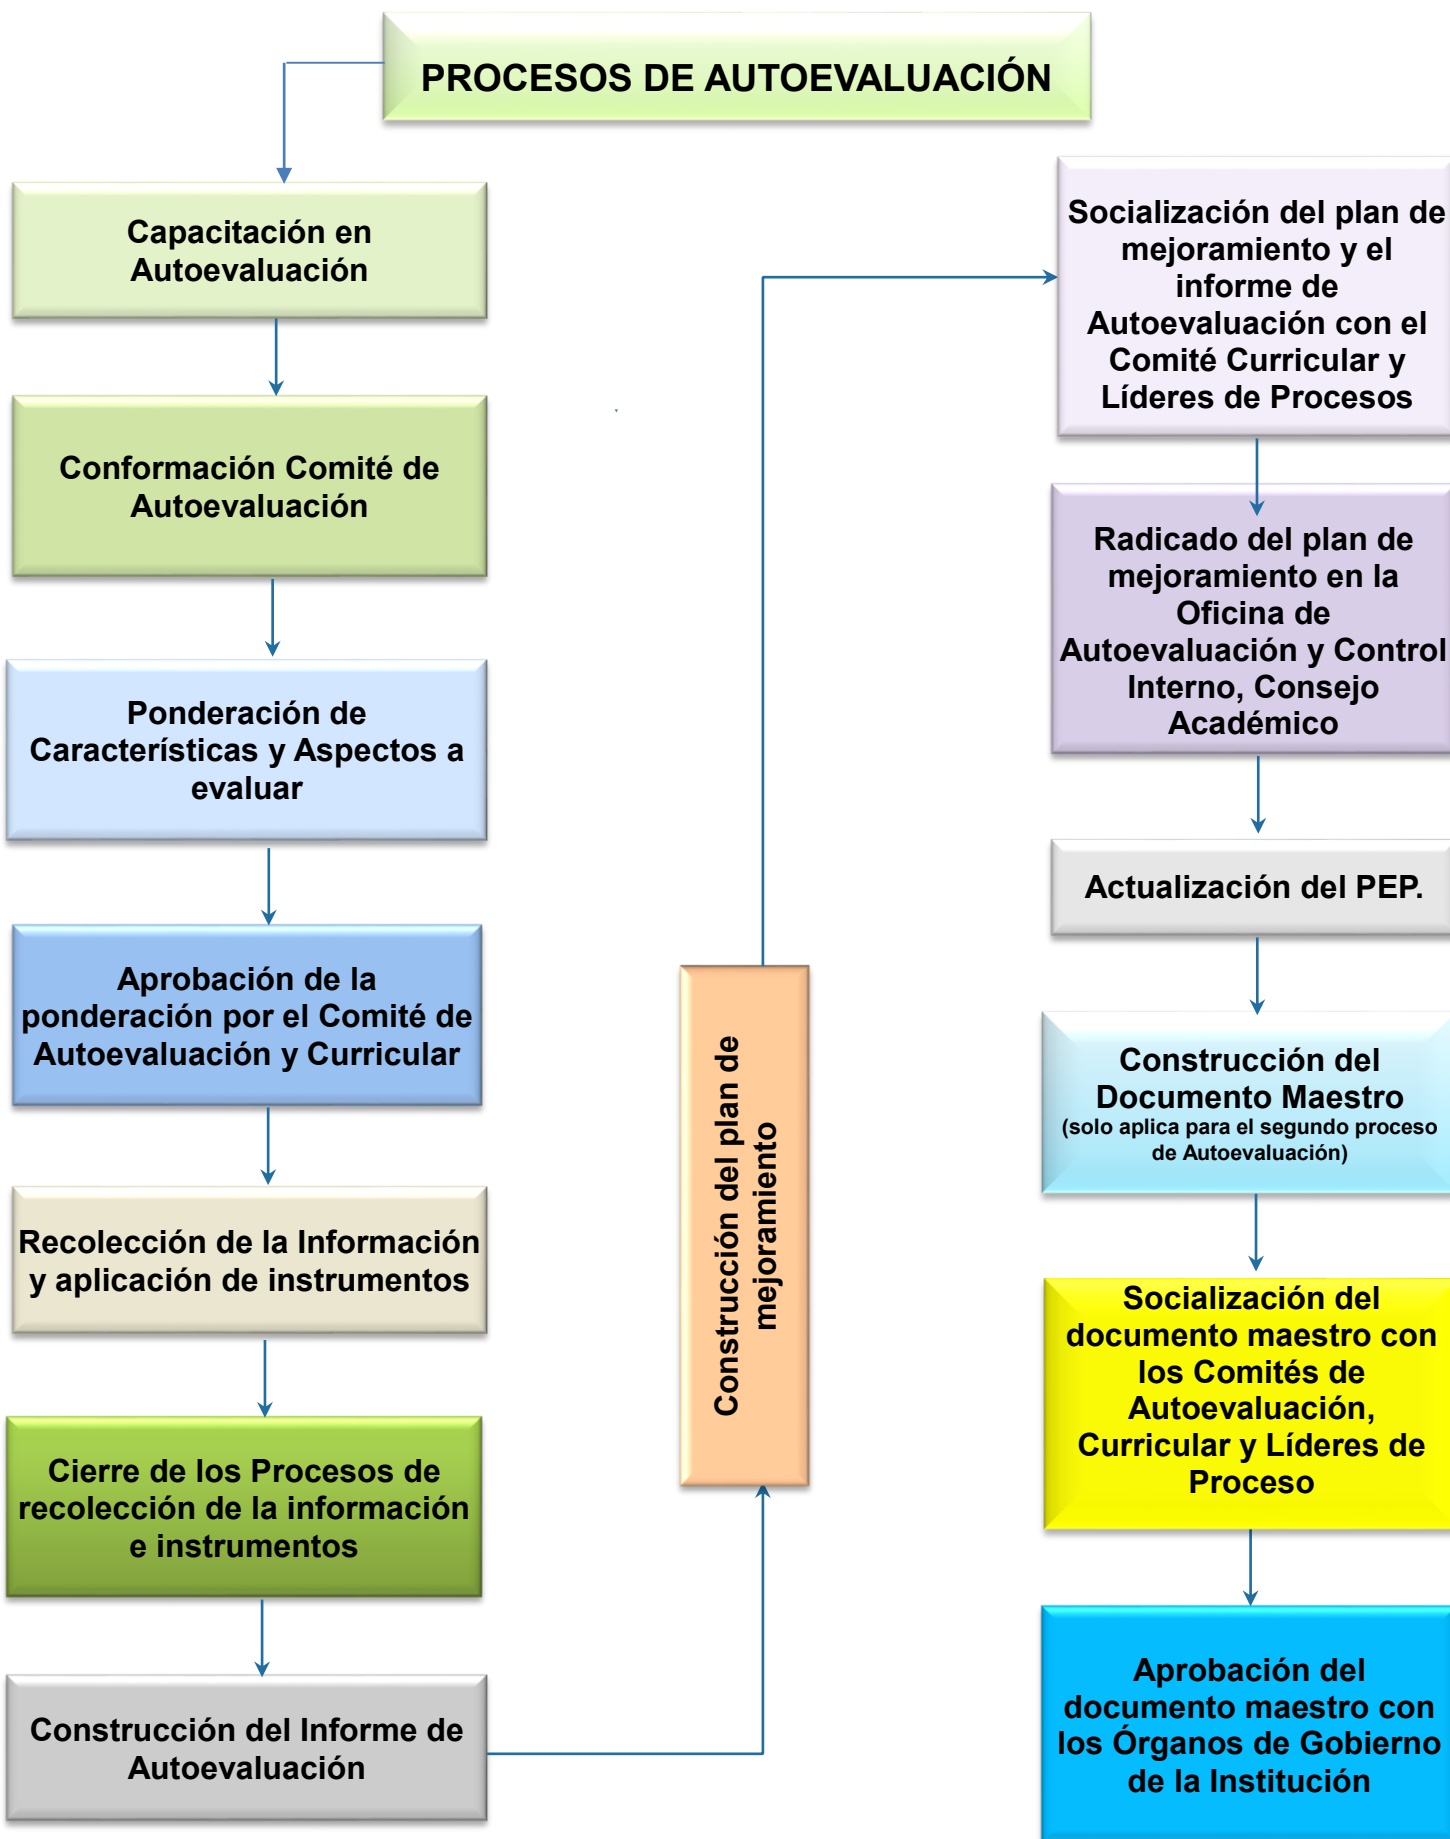 PROCESOS DE AUTOEVALUACIÓN
Capacitación en
Autoevaluación
Conformación Comité de
Autoevaluación
Ponderación de
Características y Aspectos a
evaluar
Aprobación de la
ponderación por el Comité de
Autoevaluación y Curricular
Recolección de la Información
y aplicación de instrumentos
Cierre de los Procesos de
recolección de la información
e instrumentos
Construcción del Informe de
Autoevaluación
Construcción del plan de
mejoramiento
Socialización del plan de
mejoramiento y el
informe de
Autoevaluación con el
Comité Curricular y
Líderes de Procesos
Radicado del plan de
mejoramiento en la
Oficina de
Autoevaluación y Control
Interno, Consejo
Académico
Actualización del PEP.
Construcción del
Documento Maestro
(solo aplica para el segundo proceso
de Autoevaluación)
Socialización del
documento maestro con
los Comités de
Autoevaluación,
Curricular y Líderes de
Proceso
Aprobación del
documento maestro con
los Órganos de Gobierno
de la Institución